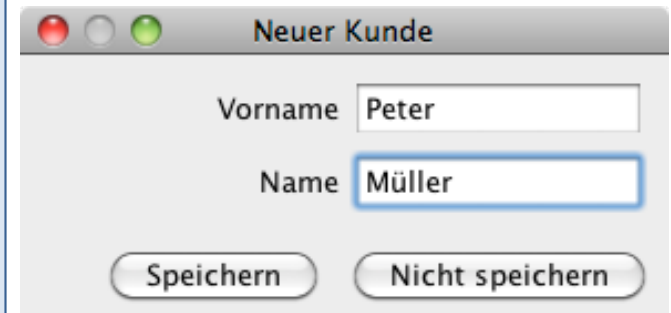 Neuer Kunde
Vorname Peter
Name Müller
Speichern Nicht speichern